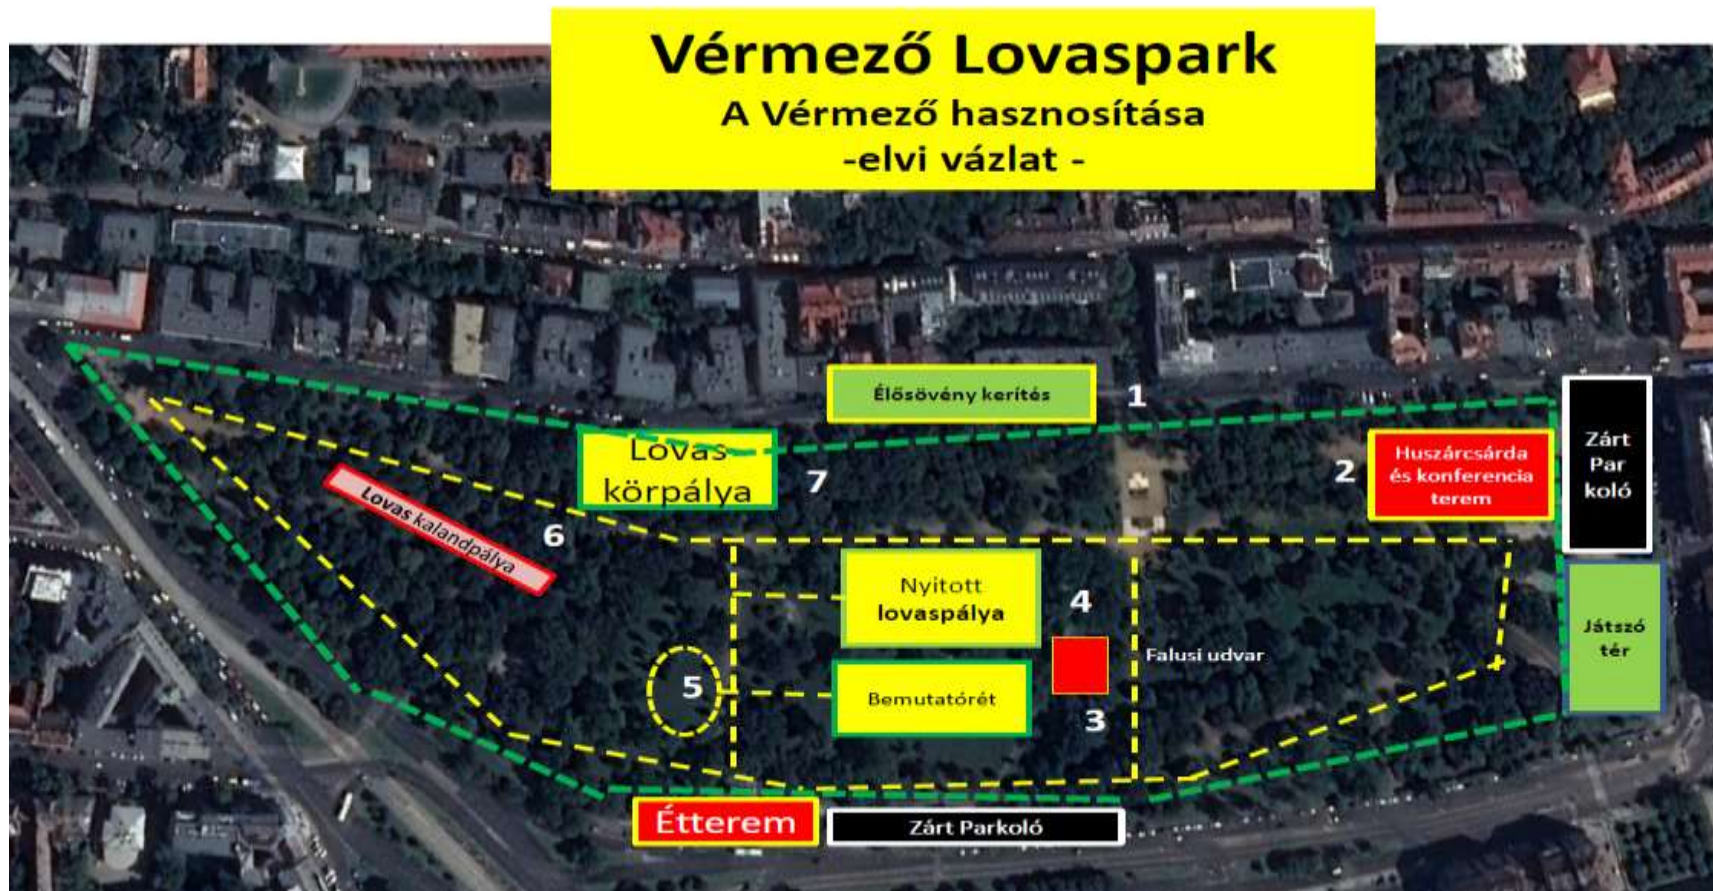 Vérmező Lovaspark
A Vérmező hasznosítása
-elvi vázlat -
Élősövény kerítés
1
Lovas
körpálya
7
2
Huszárcsárda
és konferencia
terem
Zárt
Par
koló
Lovas kalandpálya
6
Nyitott
lovaspálya
4
Játszó
tér
Falusi udvar
5
Bemutatórét
3
Étterem
Zárt Parkoló